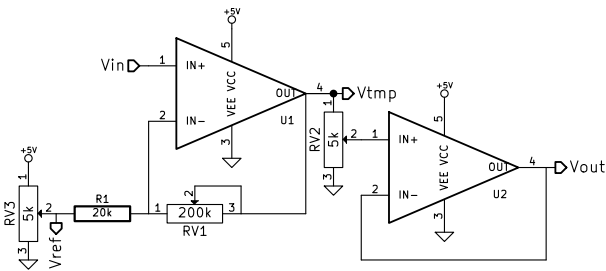 +5V
5
Vin
1
IN+
VEE VCC
OUT
4
Vtmp
U1
2
IN-
3
1
RV2
5k
2
3
+5V
5
1
IN+
VEE VCC
OUT
4
Vout
U2
2
IN-
3
+5V
1
RV3
5k
2
3
Vref
R1
20k
1
2
200k
3
RV1